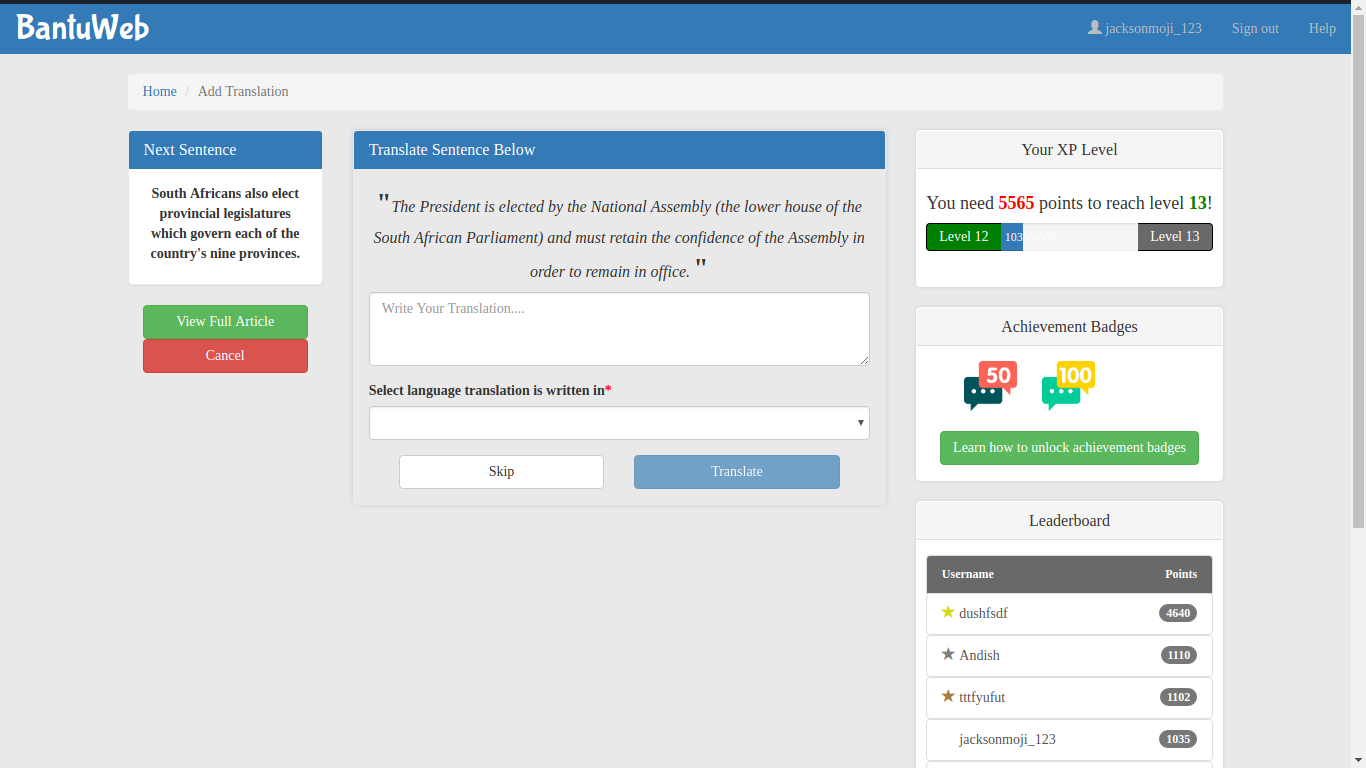 BantuWeb
jacksonmoji_123 Sign out Help
Home / Add Translation
Next Sentence
South Africans also elect
provincial legislatures
which govern each of the
country's nine provinces.
View Full Article
Cancel
Translate Sentence Below
"The President is elected by the National Assembly (the lower house of the
South African Parliament) and must retain the confidence of the Assembly in
order to remain in office. "
Write Your Translation....
Select language translation is written in*
Skip Translate
Your XP Level
You need 5565 points to reach level 13!
Level 12 Level 13
Achievement Badges
50 100
Learn how to unlock achievement badges
Leaderboard
Username Points
dushfsdf 4640
Andish 1110
tttfyufut 1102
jacksonmoji_123 1035